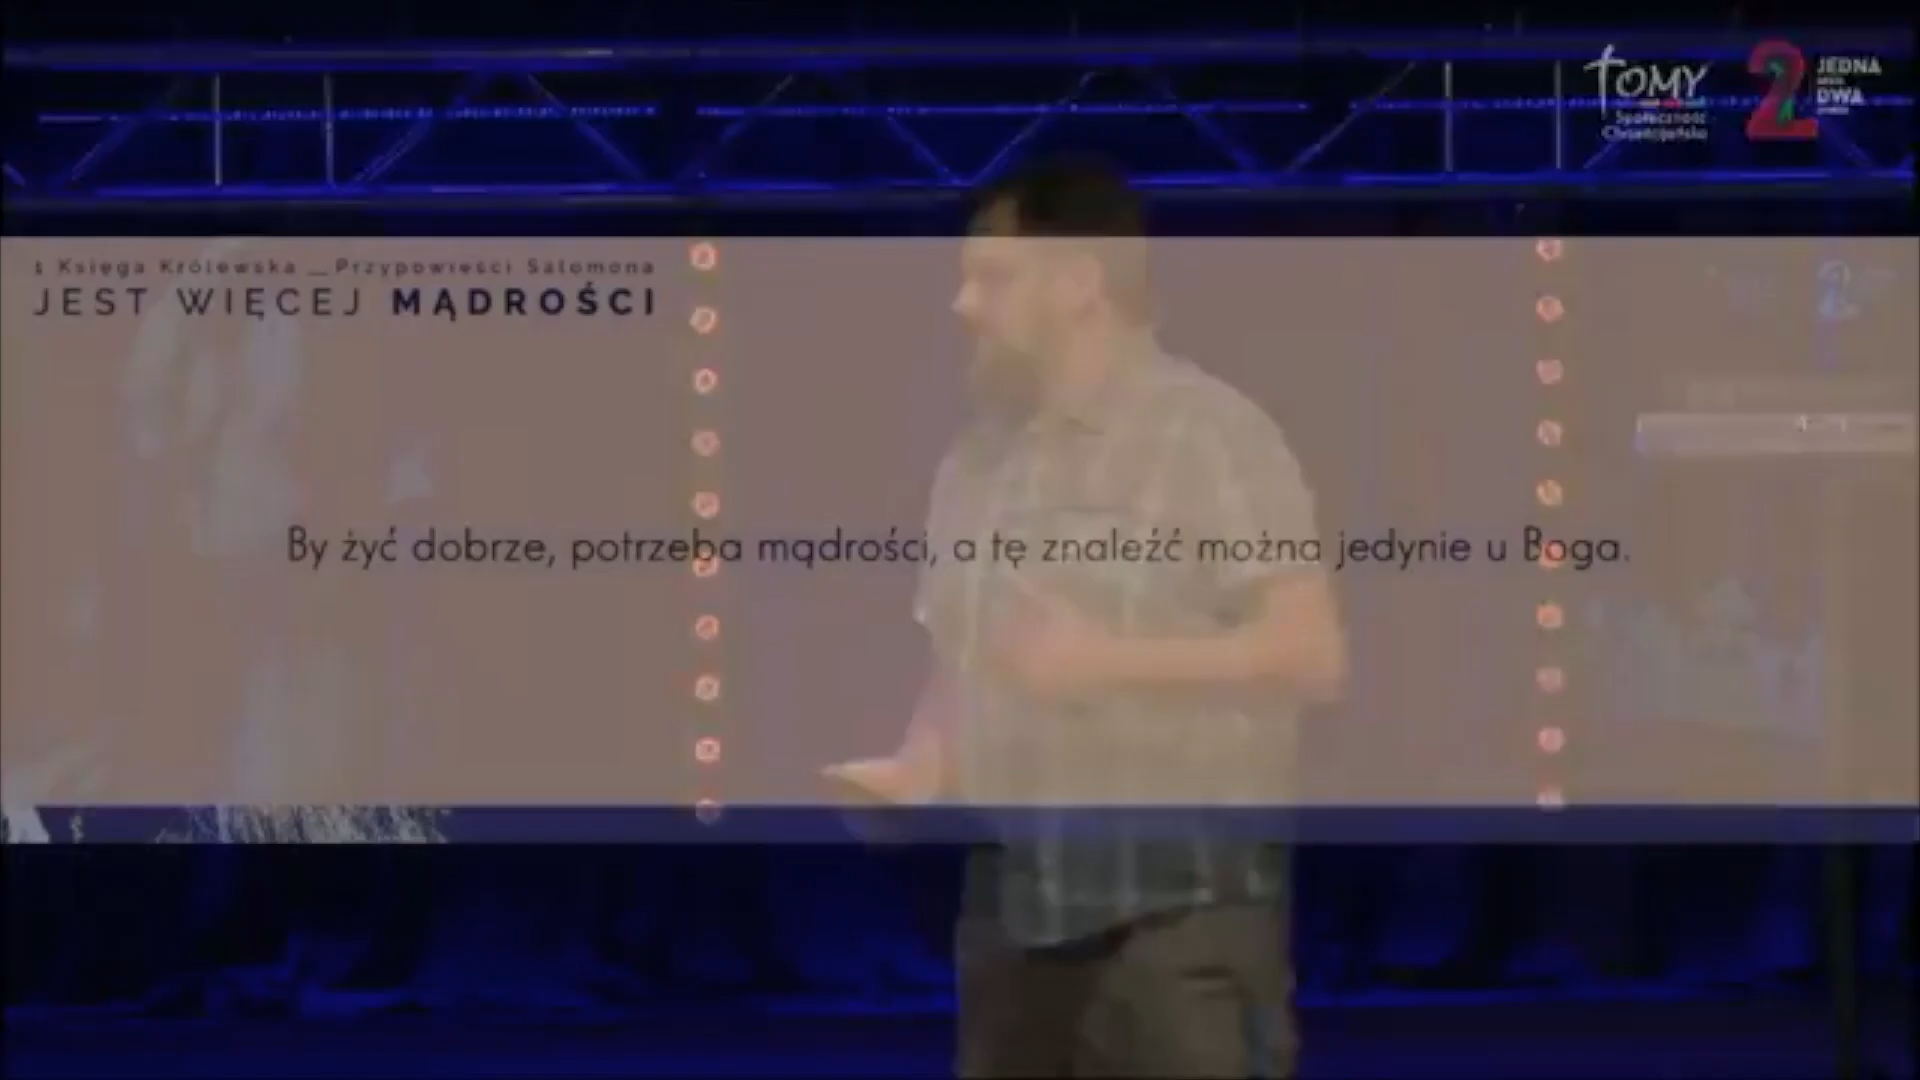 TOMY
Społeczność
Chrześcijańska
2
JEDNA
DWA
1 Księga Królewska __Przypowieści Salomona
JEST WIĘCEJ MĄDROŚCI
By żyć dobrze, potrzeba mądrości, a tę znaleźć można jedynie u Boga.